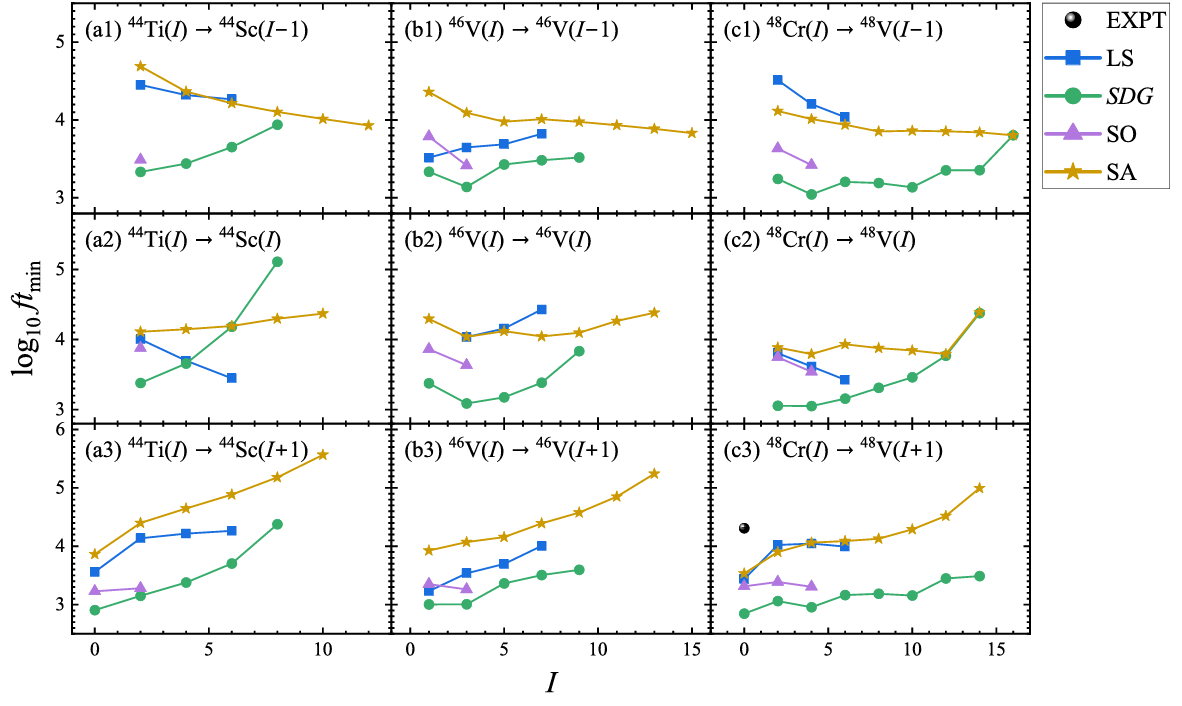 (a1) ⁴⁴Ti(I) → ⁴⁴Sc(I−1)
(b1) ⁴⁶V(I) → ⁴⁶V(I−1)
(c1) ⁴⁸Cr(I) → ⁴⁸V(I−1)
5
4
3
EXPT
LS
SDG
SO
SA
(a2) ⁴⁴Ti(I) → ⁴⁴Sc(I)
(b2) ⁴⁶V(I) → ⁴⁶V(I)
(c2) ⁴⁸Cr(I) → ⁴⁸V(I)
5
4
3
log₁₀ ftₘᵢₙ
(a3) ⁴⁴Ti(I) → ⁴⁴Sc(I+1)
(b3) ⁴⁶V(I) → ⁴⁶V(I+1)
(c3) ⁴⁸Cr(I) → ⁴⁸V(I+1)
6
5
4
3
0 5 10 0 5 10 15 0 5 10 15
I